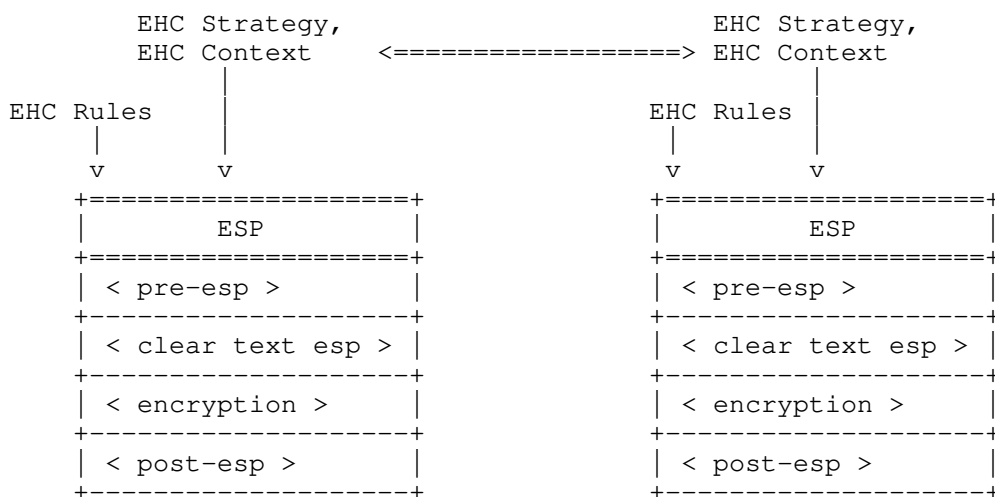 EHC Strategy, EHC Strategy,
EHC Context <==================> EHC Context
| |
EHC Rules | EHC Rules |
| | | |
v v v v
+====================+ +====================+
| ESP | | ESP |
+====================+ +====================+
| < pre-esp > | | < pre-esp > |
+--------------------+ +--------------------+
| < clear text esp > | | < clear text esp > |
+--------------------+ +--------------------+
| < encryption > | | < encryption > |
+--------------------+ +--------------------+
| < post-esp > | | < post-esp > |
+--------------------+ +--------------------+